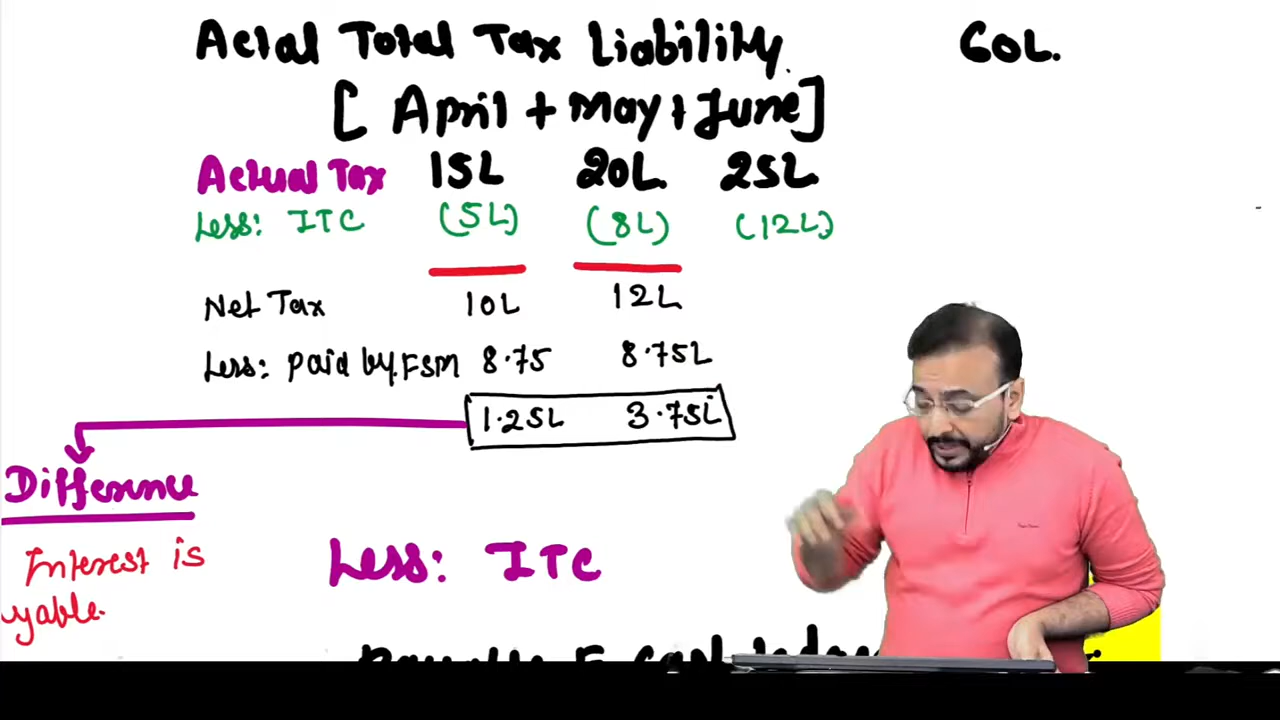 Actal Total Tax Liability 60L.
[April + May + June]
Actual Tax 15L 20L 25L
Less: ITC (5L) (8L) (12L)
Net Tax 10L 12L
Less: Paid by FSM 8.75 8.75L
1.25L 3.75L
Difference
Interest is
yable.
Less: ITC